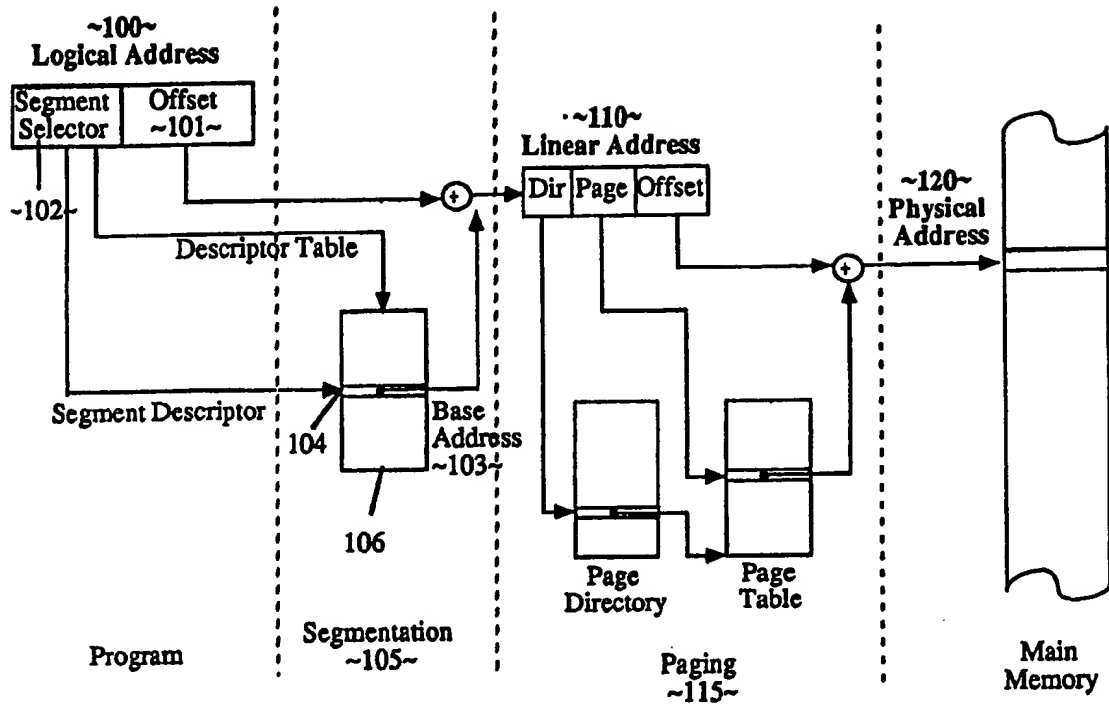 ~100~
Logical Address
Segment
Selector
Offset
~101~
~102~
Descriptor Table
Segment Descriptor
104
Base
Address
~103~
106
~110~
Linear Address
Dir
Page
Offset
+
+
~120~
Physical
Address
Page
Directory
Page
Table
Program
Segmentation
~105~
Paging
~115~
Main
Memory